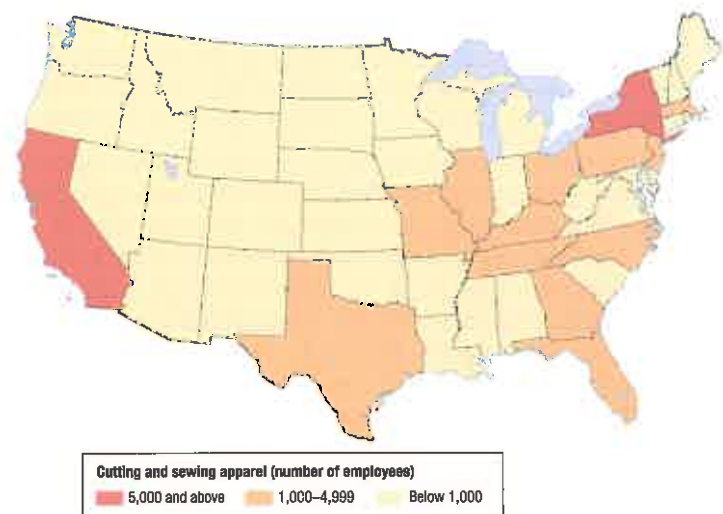 Cutting and sewing apparel (number of employees)
5,000 and above 1,000–4,999 Below 1,000